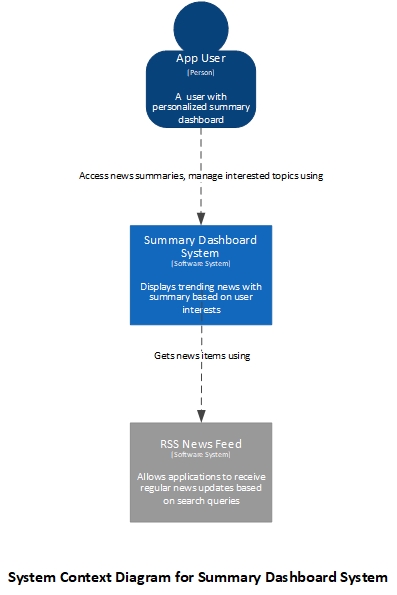 App User
[Person]
A user with
personalized summary
dashboard
Access news summaries, manage interested topics using
Summary Dashboard
System
[Software System]
Displays trending news with
summary based on user
interests
Gets news items using
RSS News Feed
[Software System]
Allows applications to receive
regular news updates based
on search queries
System Context Diagram for Summary Dashboard System